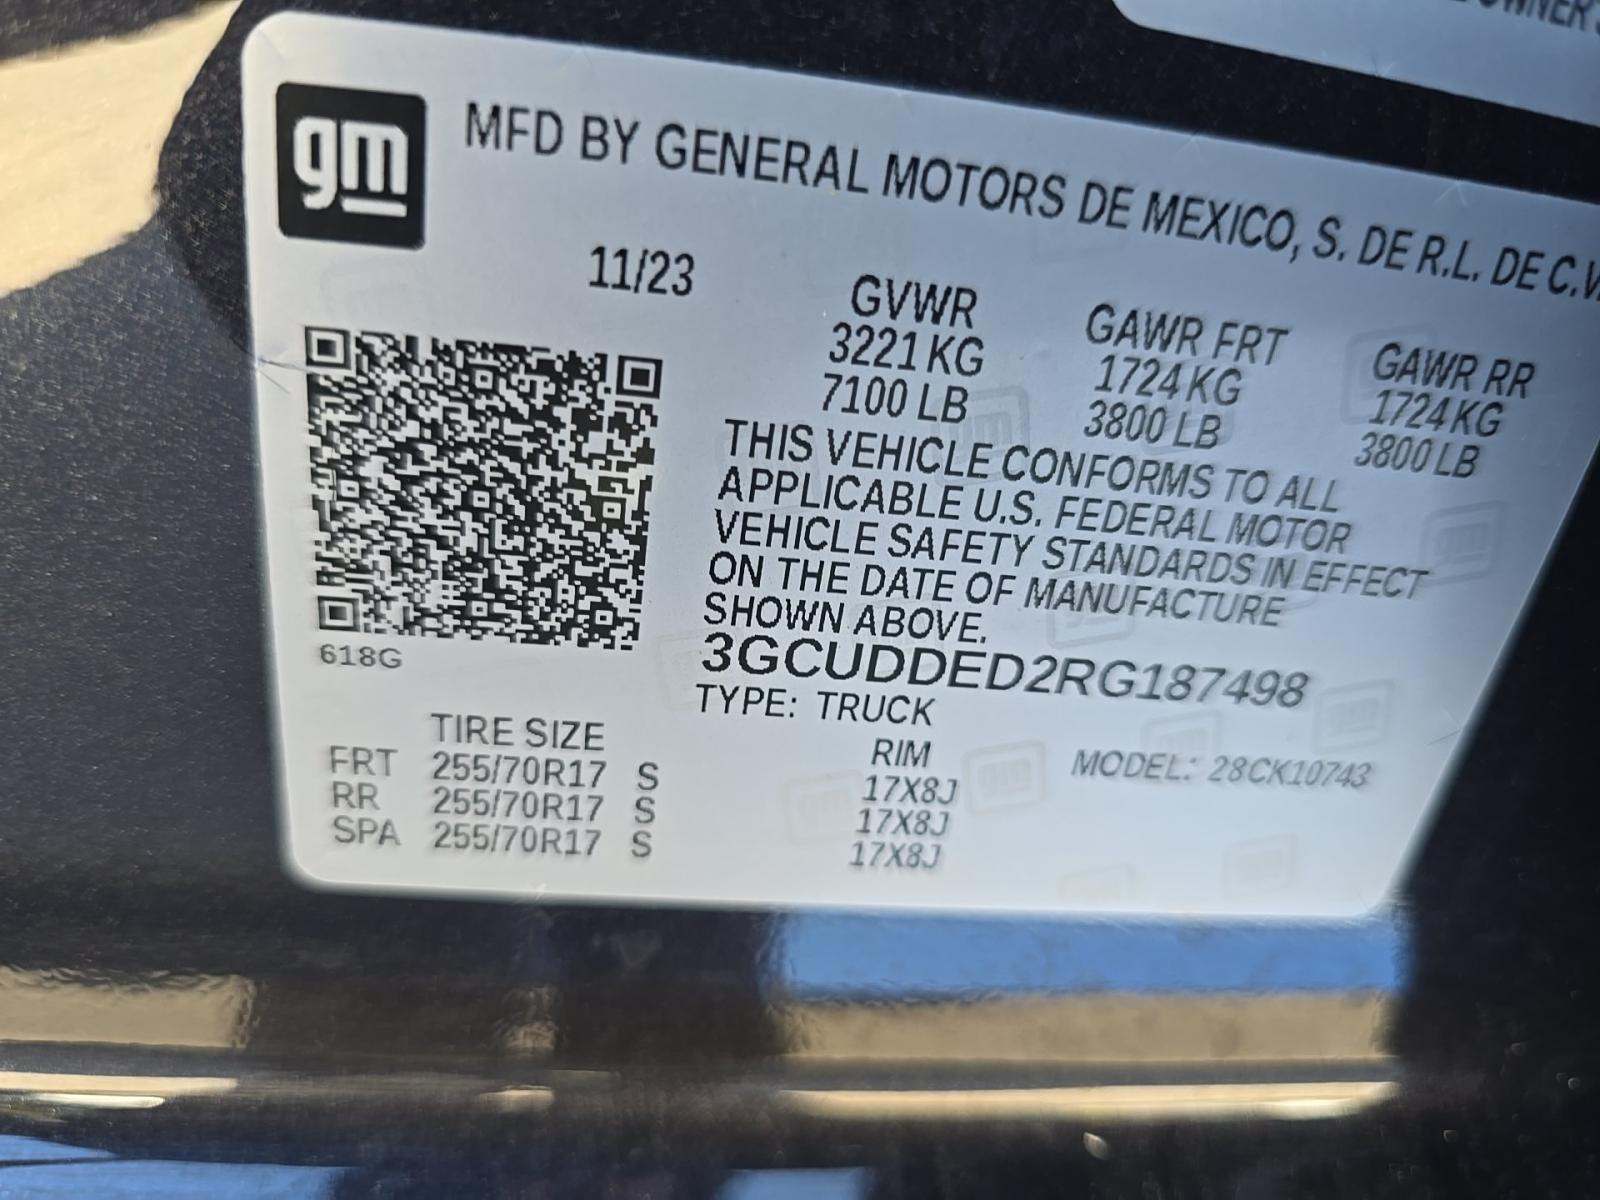 OWNER
gm
MFD BY GENERAL MOTORS DE MEXICO, S. DE R.L. DE C.V.
11/23
GVWR GAWR FRT GAWR RR
3221 KG 1724 KG 1724 KG
7100 LB 3800 LB 3800 LB
THIS VEHICLE CONFORMS TO ALL
APPLICABLE U.S. FEDERAL MOTOR
VEHICLE SAFETY STANDARDS IN EFFECT
ON THE DATE OF MANUFACTURE
SHOWN ABOVE.
618G
3GCUDDED2RG187498
TYPE: TRUCK
TIRE SIZE RIM MODEL: 28CK10743
FRT 255/70R17 S 17X8J
RR 255/70R17 S 17X8J
SPA 255/70R17 S 17X8J